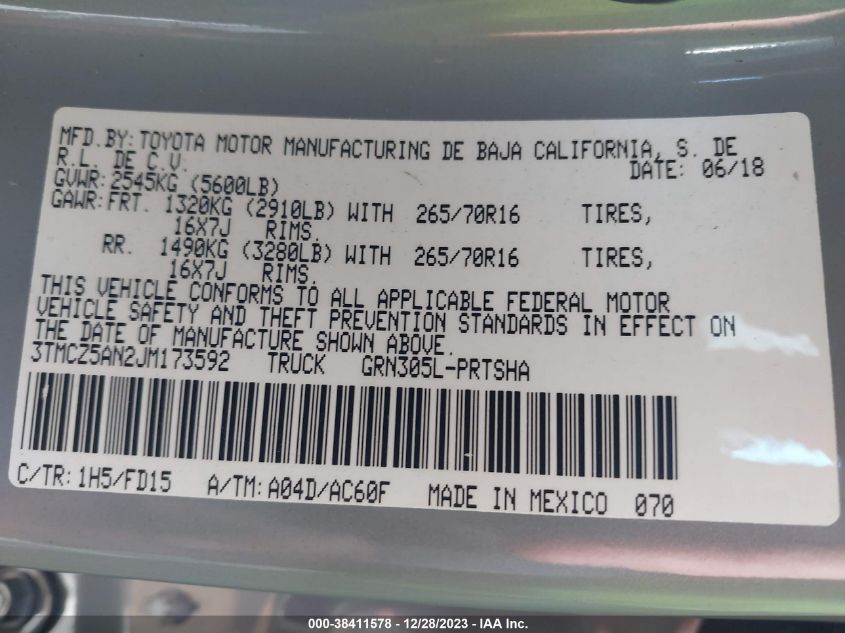 MFD.BY: TOYOTA MOTOR MANUFACTURING DE BAJA CALIFORNIA, S. DE
R.L. DE C.V. DATE: 06/18
GVWR: 2545KG (5600LB)
GAWR: FRT. 1320KG (2910LB) WITH 265/70R16 TIRES,
16X7J RIMS,
RR. 1490KG (3280LB) WITH 265/70R16 TIRES,
16X7J RIMS.
THIS VEHICLE CONFORMS TO ALL APPLICABLE FEDERAL MOTOR
VEHICLE SAFETY AND THEFT PREVENTION STANDARDS IN EFFECT ON
THE DATE OF MANUFACTURE SHOWN ABOVE.
3TMCZ5AN2JM173592 TRUCK GRN305L-PRTSHA
C/TR: 1H5/FD15 A/TM: A04D/AC60F MADE IN MEXICO 070
000-38411578 - 12/28/2023 - IAA Inc.